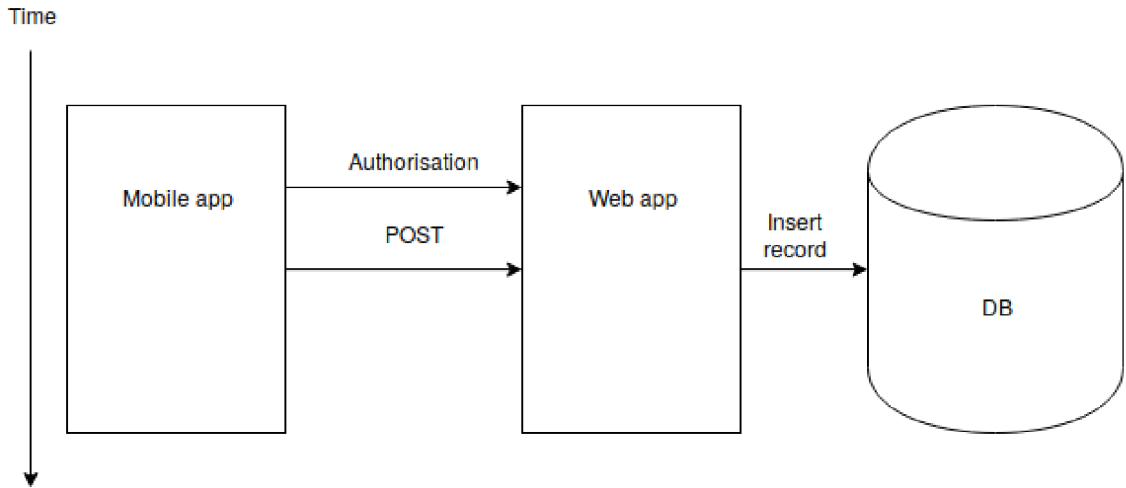 Time
Authorisation
Mobile app
Web app
POST
Insert
record
DB